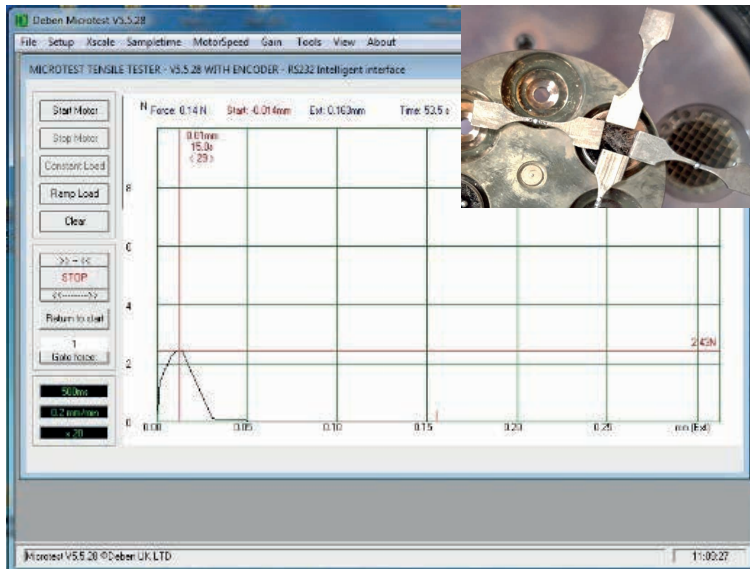 Deben Microtest V5.5.28
File Setup Xscale Sampletime MotorSpeed Gain Tools View About
MICROTEST TENSILE TESTER - V5.5.28 WITH ENCODER - RS232 Intelligent interface
Start Motor
Stop Motor
Constant Load
Ramp Load
Clear
>> - <<
STOP
<<-------->>
Return to start
1
Goto force:
500ms
0.2 mm/min
x 20
N Force: 0.14 N Start: -0.014mm Ext: 0.163mm Time: 53.5 s
0.01mm
15.0s
< 29 >
8
6
4
2.43N
2
0
0.00 0.05 0.10 0.15 0.20 0.25 mm (Ext)
Microtest V5.5.28 ©Deben UK LTD 11:09:27